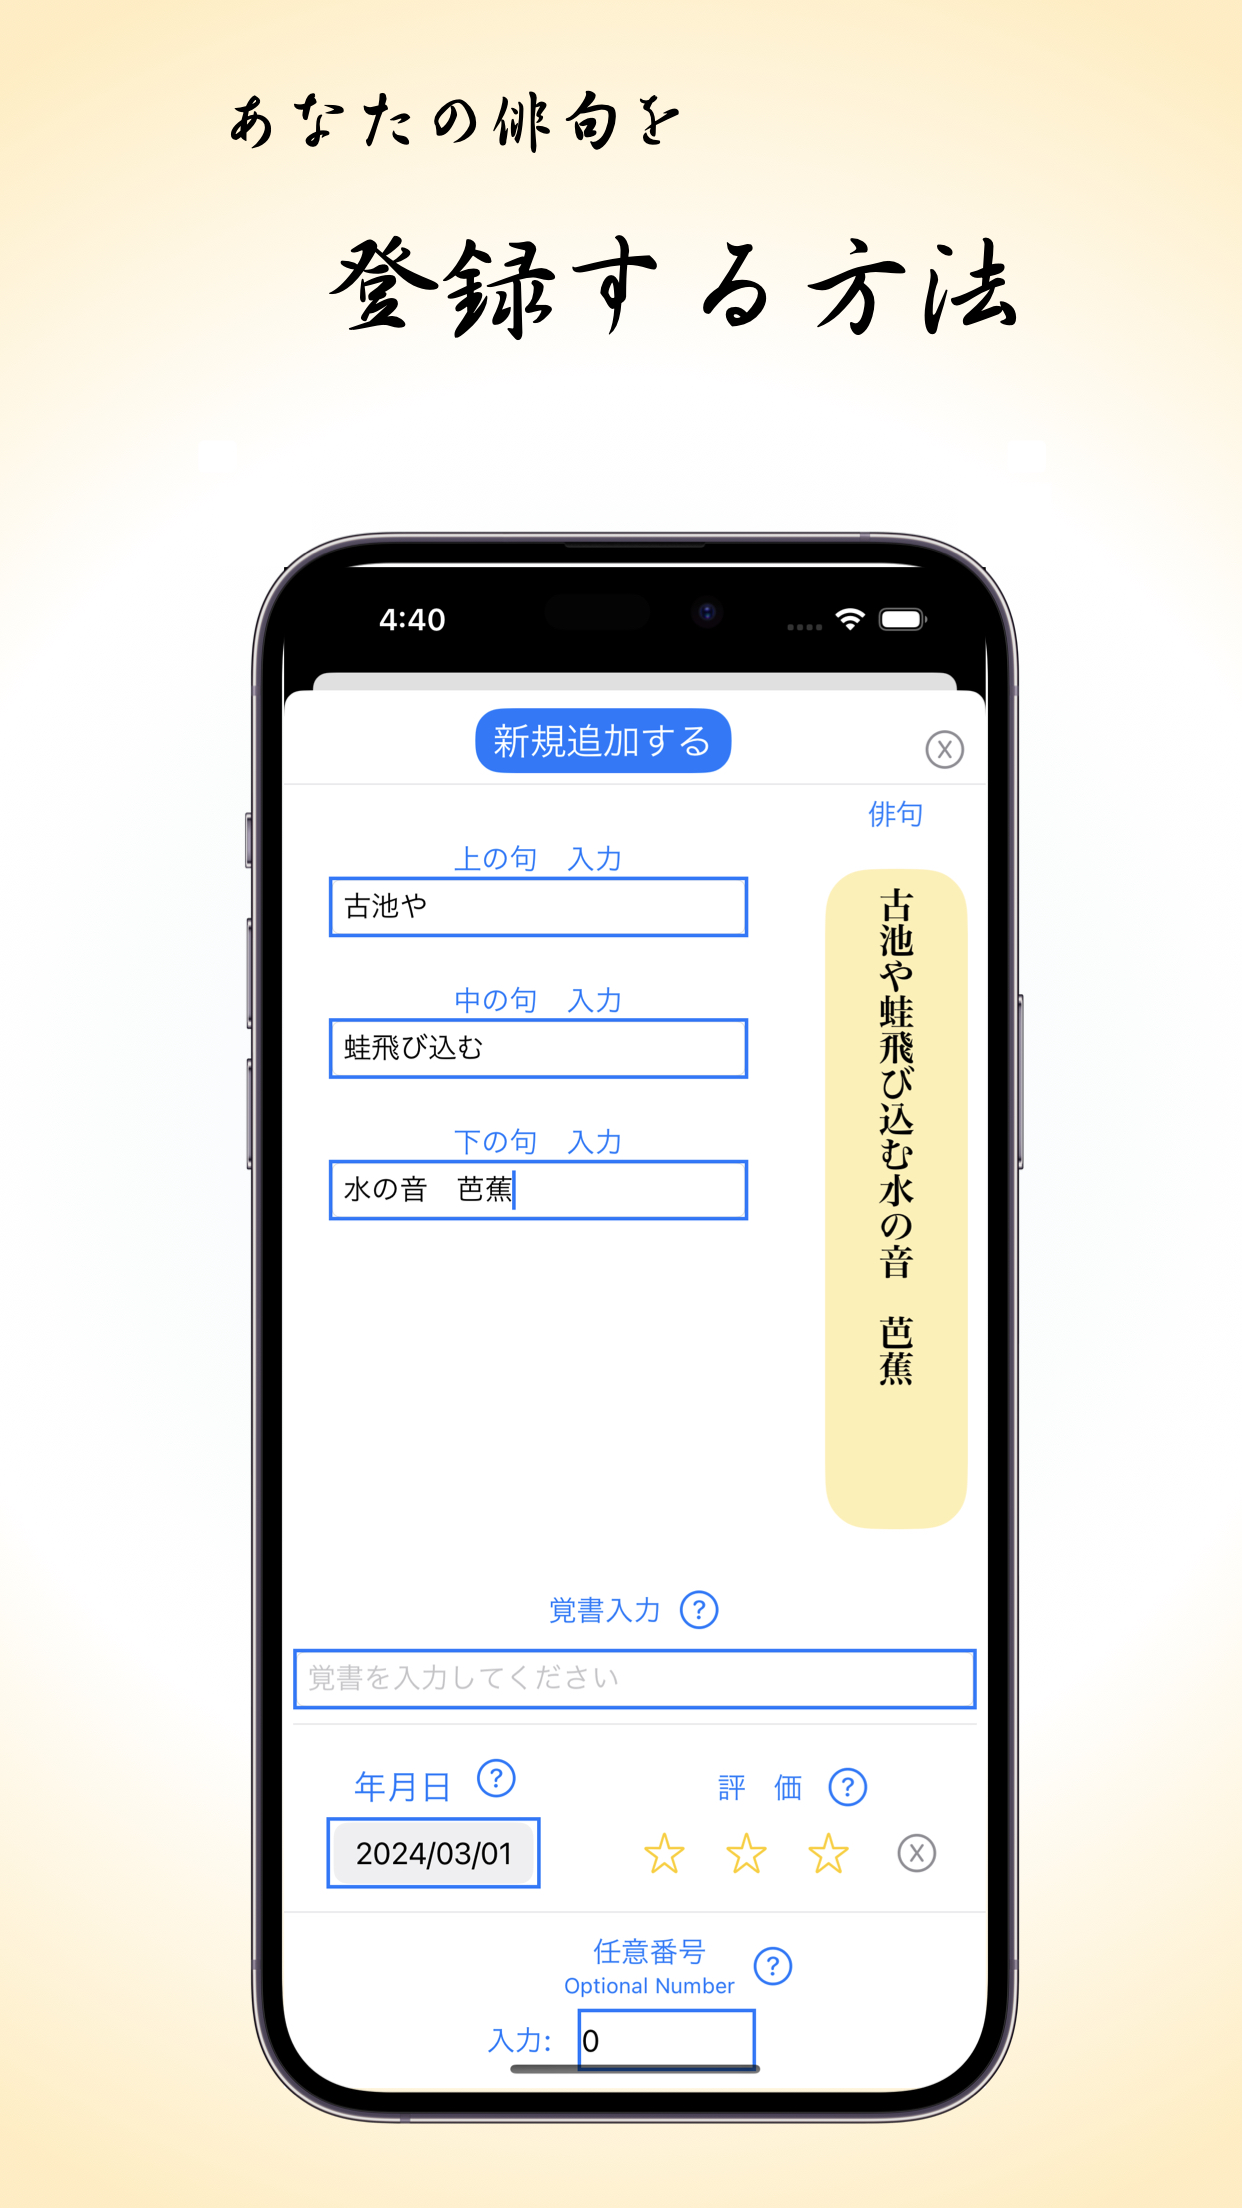 あなたの俳句を
登録する方法
4:40
新規追加する
X
俳句
上の句　入力
古池や
中の句　入力
蛙飛び込む
下の句　入力
水の音　芭蕉
古池や蛙飛び込む水の音　芭蕉
覚書入力 ?
覚書を入力してください
年月日 ?
評　価 ?
2024/03/01
X
任意番号 ?
Optional Number
入力: 0